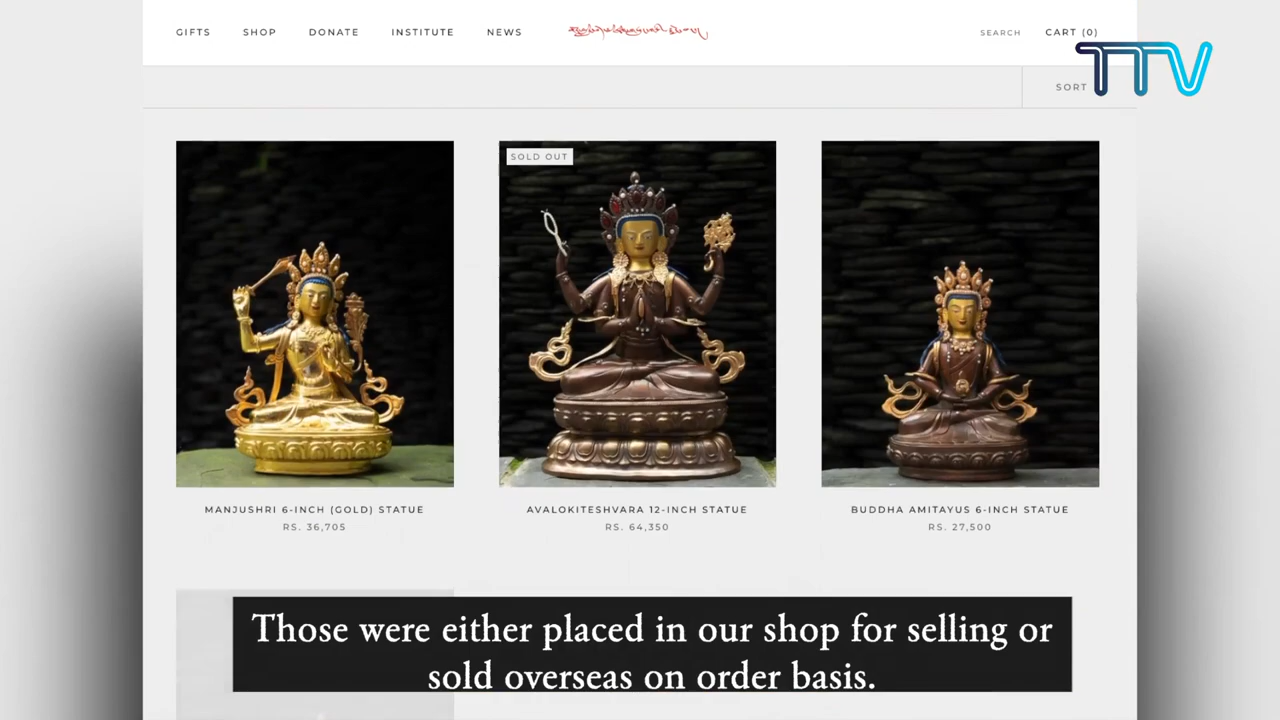 GIFTS SHOP DONATE INSTITUTE NEWS
SEARCH CART (0)
TTV
SORT
SOLD OUT
MANJUSHRI 6-INCH (GOLD) STATUE
RS. 36,705
AVALOKITESHVARA 12-INCH STATUE
RS. 64,350
BUDDHA AMITAYUS 6-INCH STATUE
RS. 27,500
Those were either placed in our shop for selling or
sold overseas on order basis.